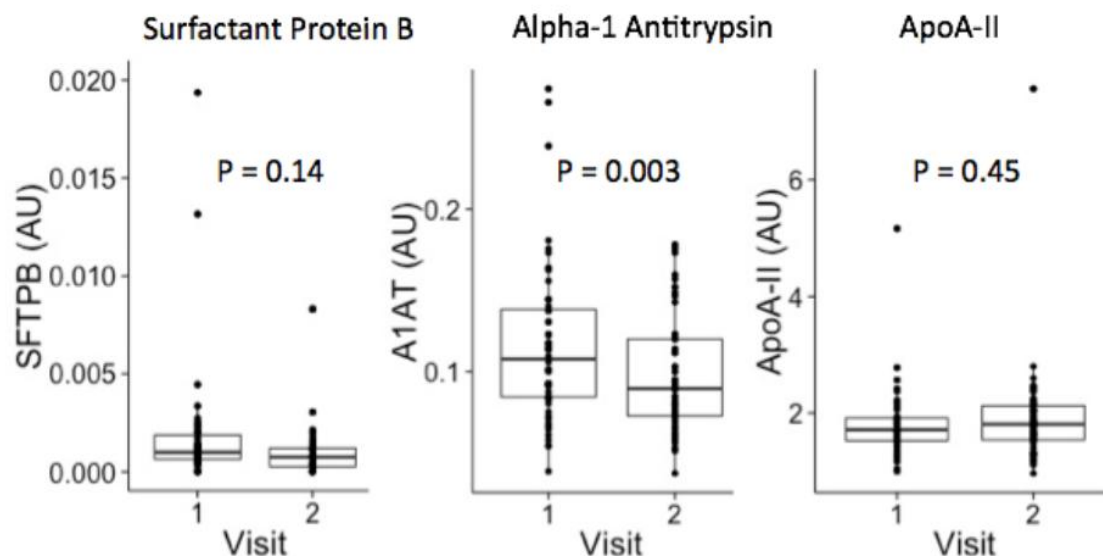 Surfactant Protein B
SFTPB (AU)
0.020
0.015
0.010
0.005
0.000
P = 0.14
1 2
Visit
Alpha-1 Antitrypsin
A1AT (AU)
0.2
0.1
P = 0.003
1 2
Visit
ApoA-II
ApoA-II (AU)
6
4
2
P = 0.45
1 2
Visit